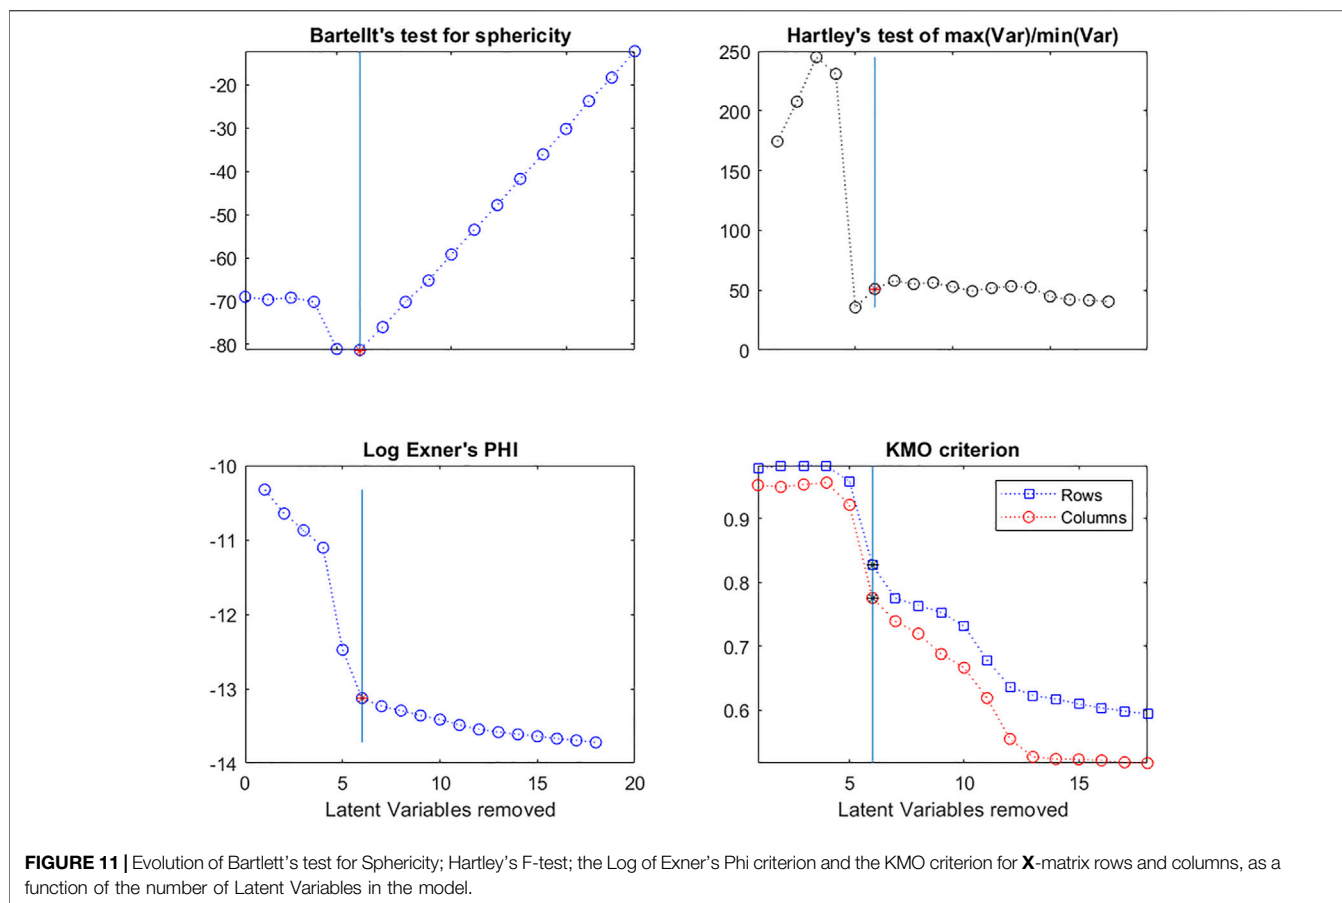 Bartellt's test for sphericity
-20
-30
-40
-50
-60
-70
-80
Hartley's test of max(Var)/min(Var)
250
200
150
100
50
0
Log Exner's PHI
-10
-11
-12
-13
-14
0 5 10 15 20
Latent Variables removed
KMO criterion
Rows
Columns
0.9
0.8
0.7
0.6
5 10 15
Latent Variables removed
FIGURE 11 | Evolution of Bartlett's test for Sphericity; Hartley's F-test; the Log of Exner's Phi criterion and the KMO criterion for X-matrix rows and columns, as a
function of the number of Latent Variables in the model.